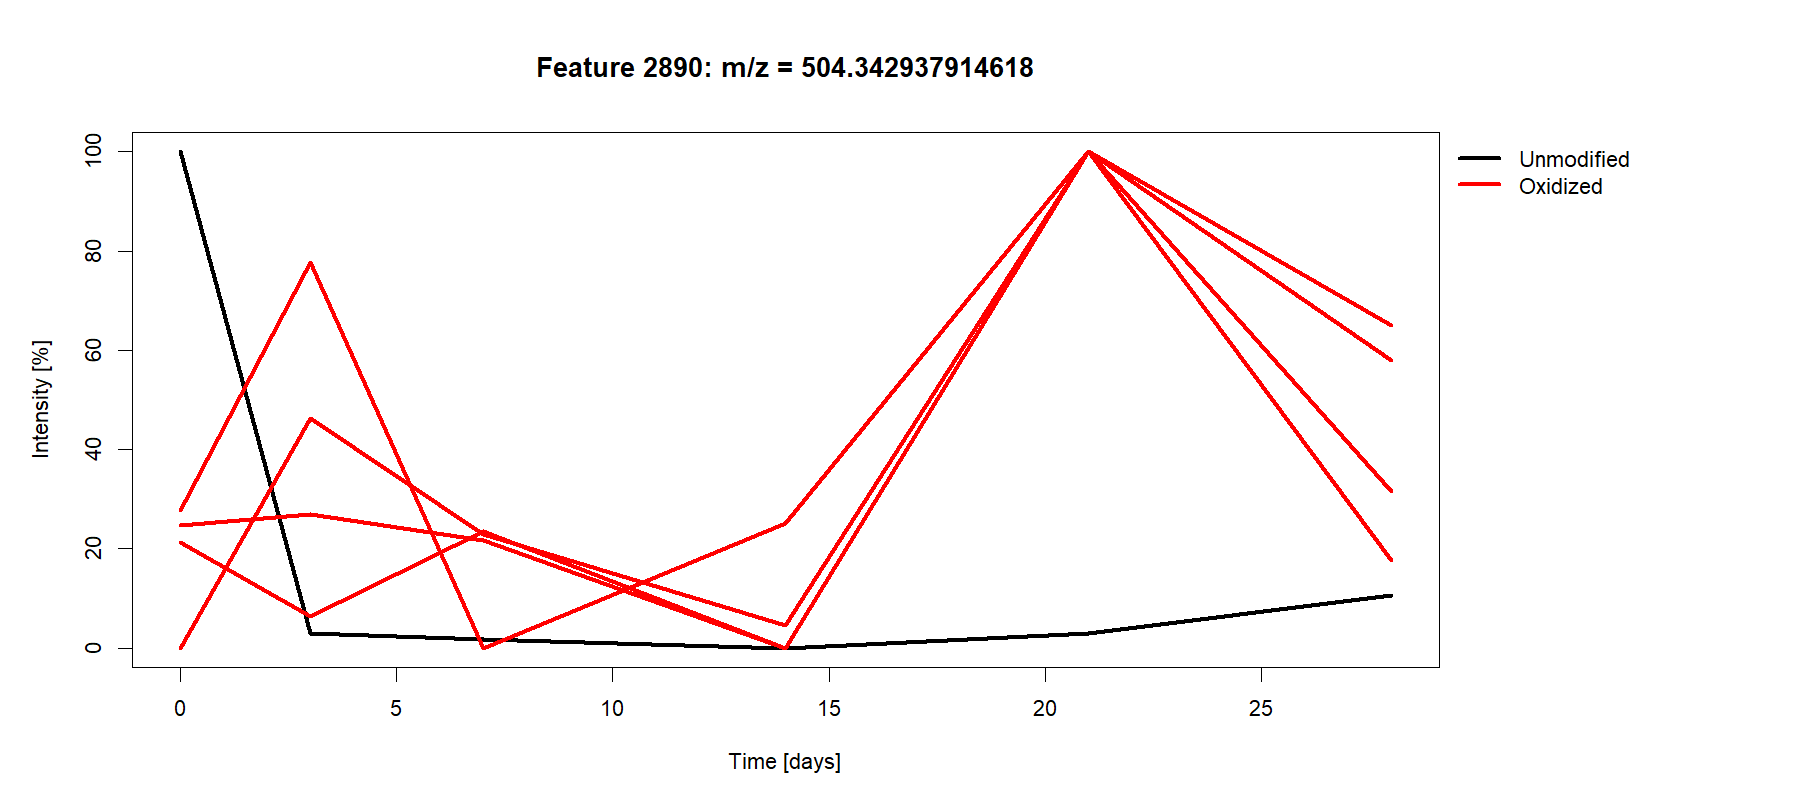 Feature 2890: m/z = 504.342937914618
Unmodified
Oxidized
100
80
60
40
20
0
Intensity [%]
0 5 10 15 20 25
Time [days]